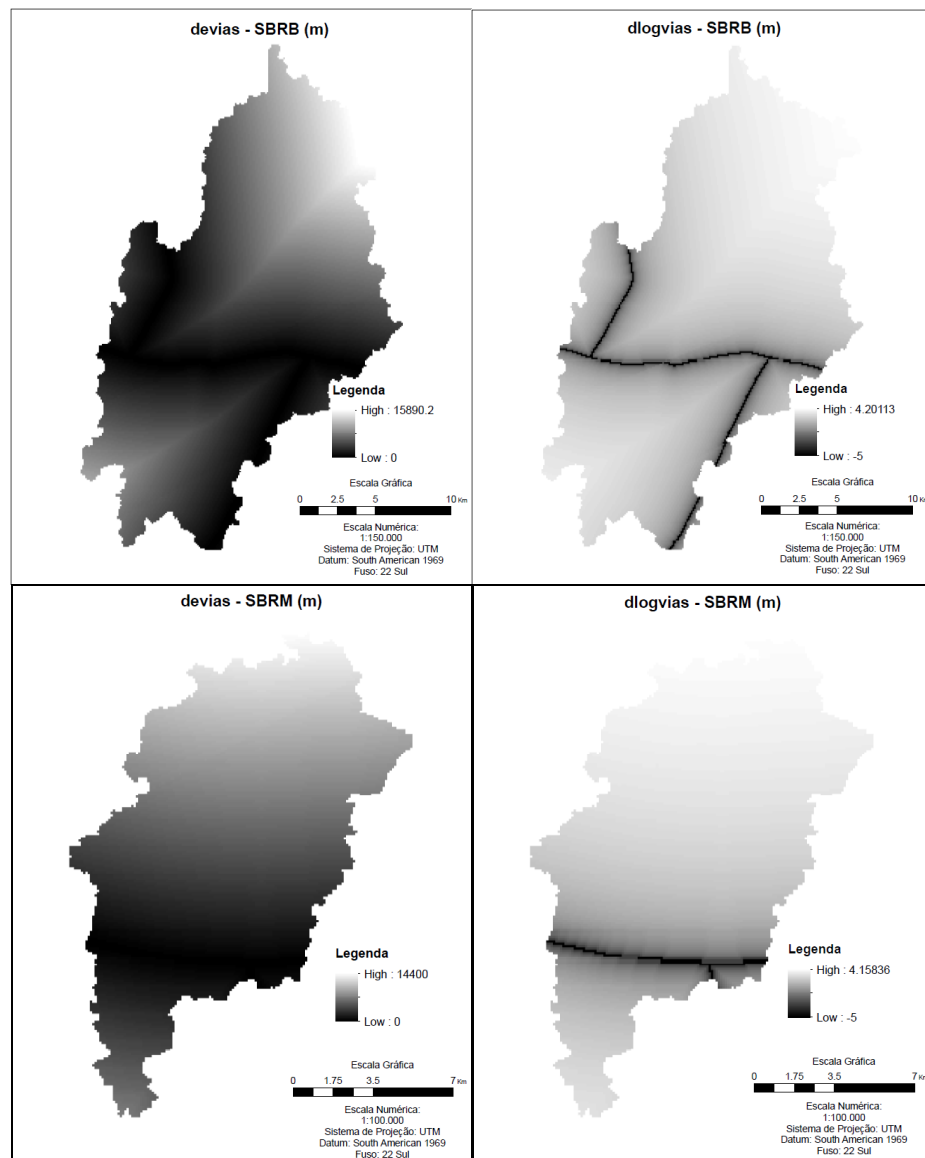 devias - SBRB (m)
Legenda
High : 15890.2
Low : 0
Escala Gráfica
0 2.5 5 10 Km
Escala Numérica:
1:150.000
Sistema de Projeção: UTM
Datum: South American 1969
Fuso: 22 Sul
dlogvias - SBRB (m)
Legenda
High : 4.20113
Low : -5
Escala Gráfica
0 2.5 5 10 Km
Escala Numérica:
1:150.000
Sistema de Projeção: UTM
Datum: South American 1969
Fuso: 22 Sul
devias - SBRM (m)
Legenda
High : 14400
Low : 0
Escala Gráfica
0 1.75 3.5 7 Km
Escala Numérica:
1:100.000
Sistema de Projeção: UTM
Datum: South American 1969
Fuso: 22 Sul
dlogvias - SBRM (m)
Legenda
High : 4.15836
Low : -5
Escala Gráfica
0 1.75 3.5 7 Km
Escala Numérica:
1:100.000
Sistema de Projeção: UTM
Datum: South American 1969
Fuso: 22 Sul